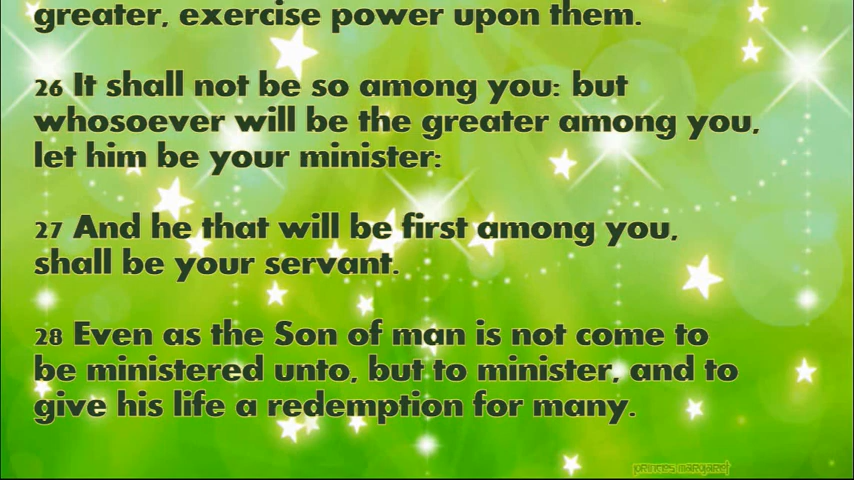 greater, exercise power upon them.
26 It shall not be so among you: but
whosoever will be the greater among you,
let him be your minister:
27 And he that will be first among you,
shall be your servant.
28 Even as the Son of man is not come to
be ministered unto, but to minister, and to
give his life a redemption for many.